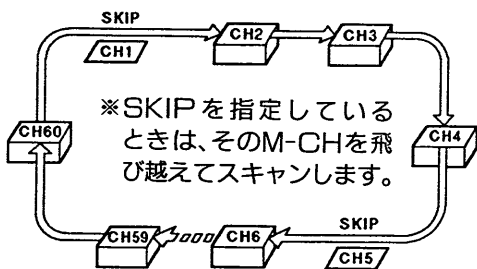 SKIP
CH1
CH2
CH3
CH60
※SKIPを指定している
ときは、そのM-CHを飛
び越えてスキャンします。
CH4
CH59
CH6
SKIP
CH5